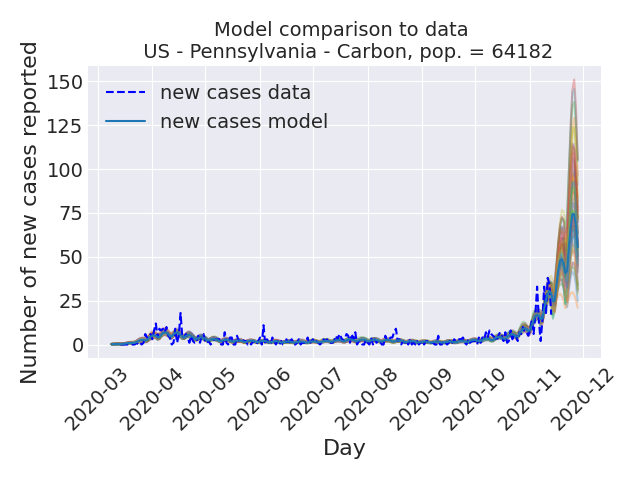 Model comparison to data
US - Pennsylvania - Carbon, pop. = 64182
Number of new cases reported
150
125
100
75
50
25
0
new cases data
new cases model
2020-03
2020-04
2020-05
2020-06
2020-07
2020-08
2020-09
2020-10
2020-11
2020-12
Day